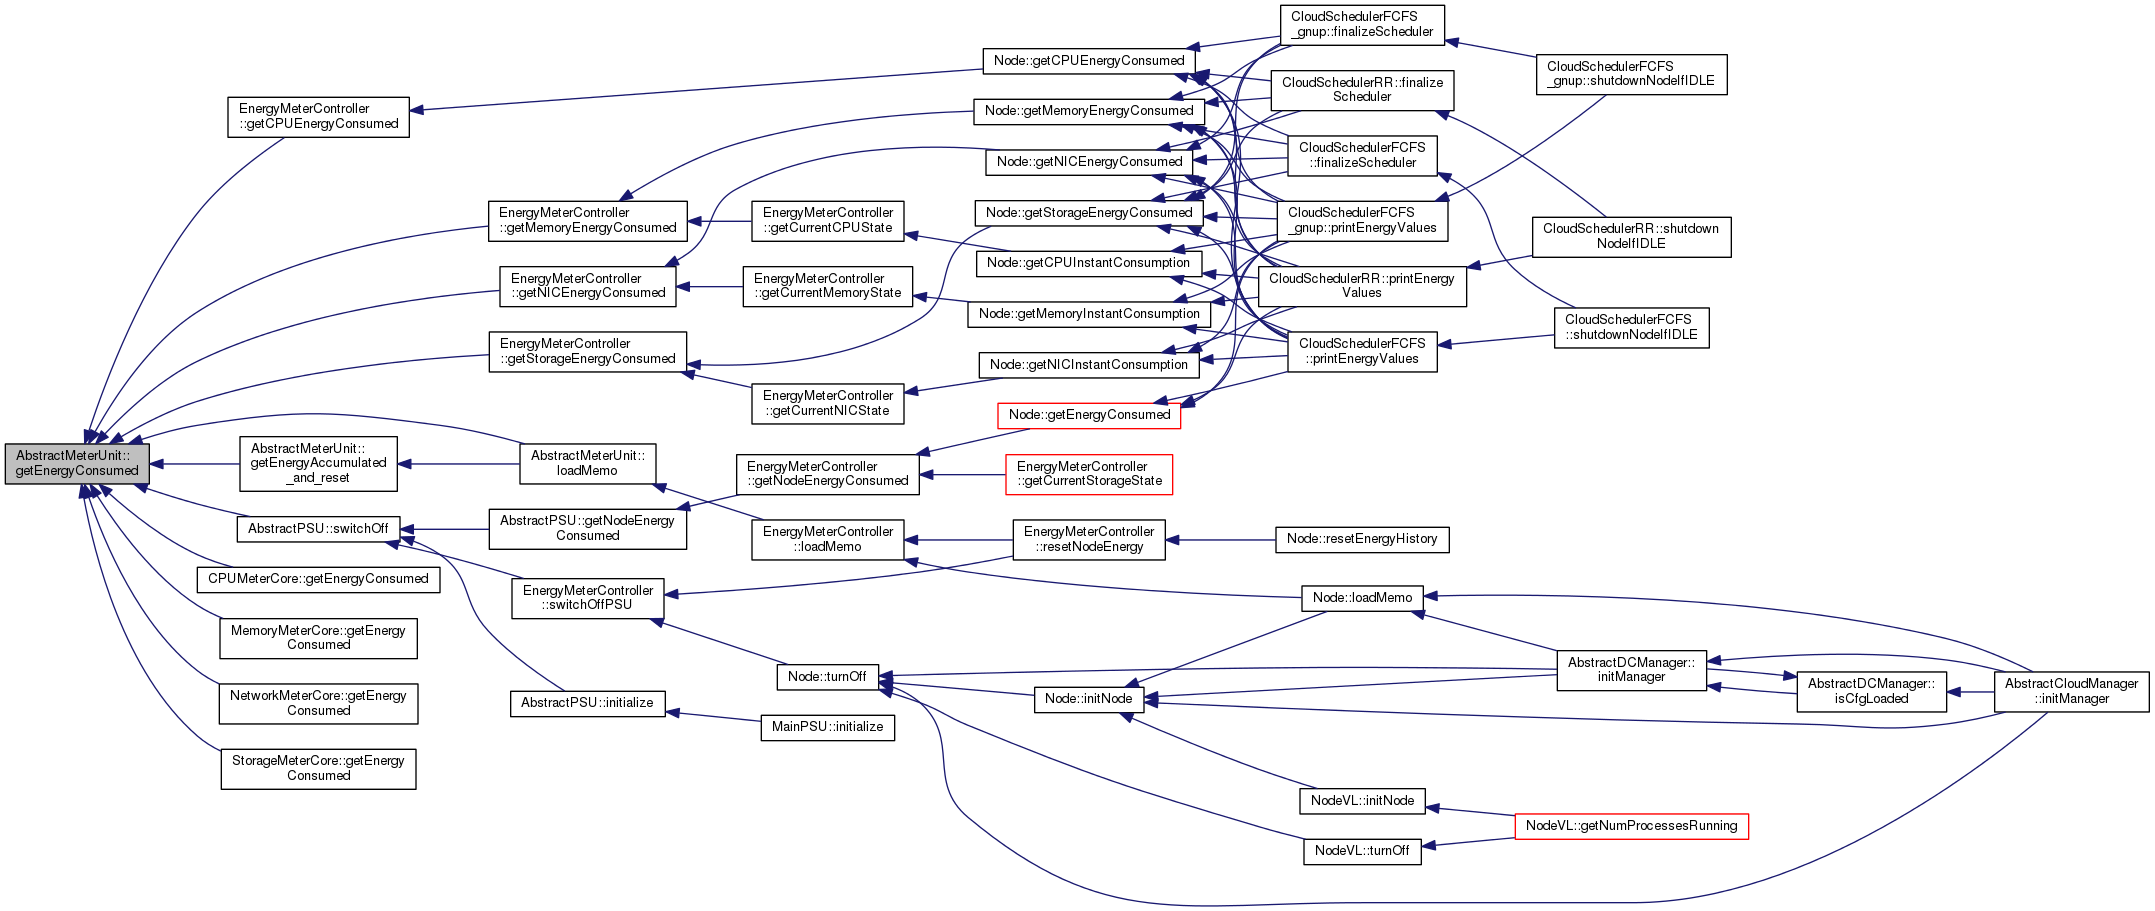 CloudSchedulerFCFS
_gnup::finalizeScheduler
Node::getCPUEnergyConsumed
CloudSchedulerFCFS
_gnup::shutdownNodeIfIDLE
CloudSchedulerRR::finalize
Scheduler
EnergyMeterController
::getCPUEnergyConsumed
Node::getMemoryEnergyConsumed
CloudSchedulerFCFS
::finalizeScheduler
Node::getNICEnergyConsumed
EnergyMeterController
::getMemoryEnergyConsumed
EnergyMeterController
::getCurrentCPUState
Node::getStorageEnergyConsumed
CloudSchedulerFCFS
_gnup::printEnergyValues
CloudSchedulerRR::shutdown
NodeIfIDLE
Node::getCPUInstantConsumption
EnergyMeterController
::getNICEnergyConsumed
EnergyMeterController
::getCurrentMemoryState
CloudSchedulerRR::printEnergy
Values
Node::getMemoryInstantConsumption
CloudSchedulerFCFS
::shutdownNodeIfIDLE
EnergyMeterController
::getStorageEnergyConsumed
CloudSchedulerFCFS
::printEnergyValues
Node::getNICInstantConsumption
EnergyMeterController
::getCurrentNICState
Node::getEnergyConsumed
AbstractMeterUnit::
getEnergyConsumed
AbstractMeterUnit::
getEnergyAccumulated
_and_reset
AbstractMeterUnit::
loadMemo
EnergyMeterController
::getNodeEnergyConsumed
EnergyMeterController
::getCurrentStorageState
AbstractPSU::switchOff
AbstractPSU::getNodeEnergy
Consumed
EnergyMeterController
::loadMemo
EnergyMeterController
::resetNodeEnergy
Node::resetEnergyHistory
CPUMeterCore::getEnergyConsumed
EnergyMeterController
::switchOffPSU
Node::loadMemo
MemoryMeterCore::getEnergy
Consumed
Node::turnOff
AbstractDCManager::
initManager
AbstractDCManager::
isCfgLoaded
AbstractCloudManager
::initManager
NetworkMeterCore::getEnergy
Consumed
AbstractPSU::initialize
Node::initNode
MainPSU::initialize
StorageMeterCore::getEnergy
Consumed
NodeVL::initNode
NodeVL::getNumProcessesRunning
NodeVL::turnOff